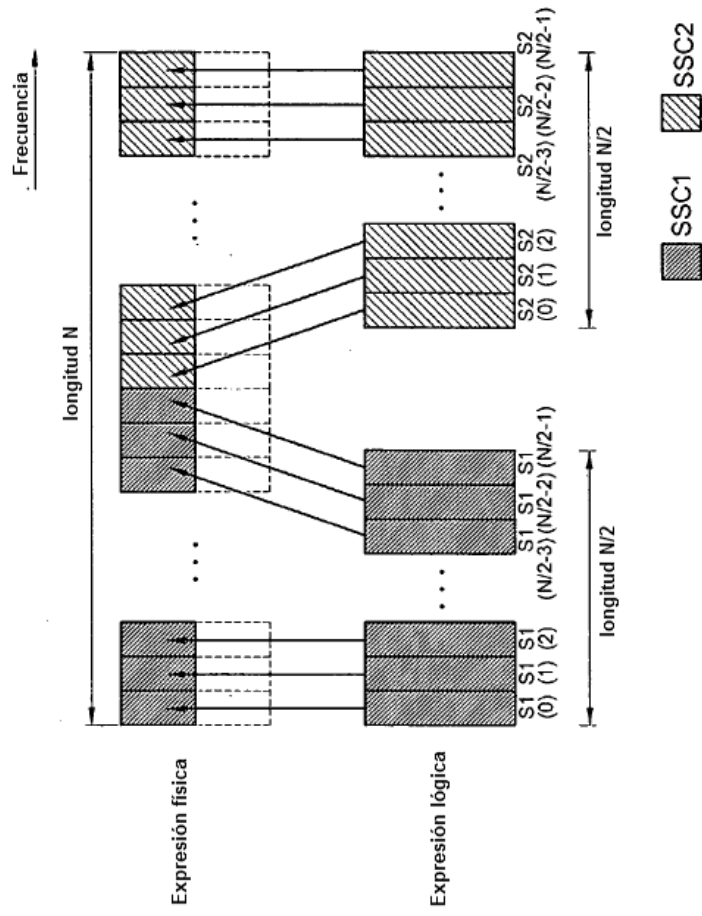 Frecuencia
longitud N
Expresión física
Expresión lógica
S1 S1 S1 S1 S1 S1 S2 S2 S2 S2 S2 S2
(0) (1) (2) (N/2-3) (N/2-2) (N/2-1) (0) (1) (2) (N/2-3) (N/2-2) (N/2-1)
longitud N/2
longitud N/2
SSC1
SSC2